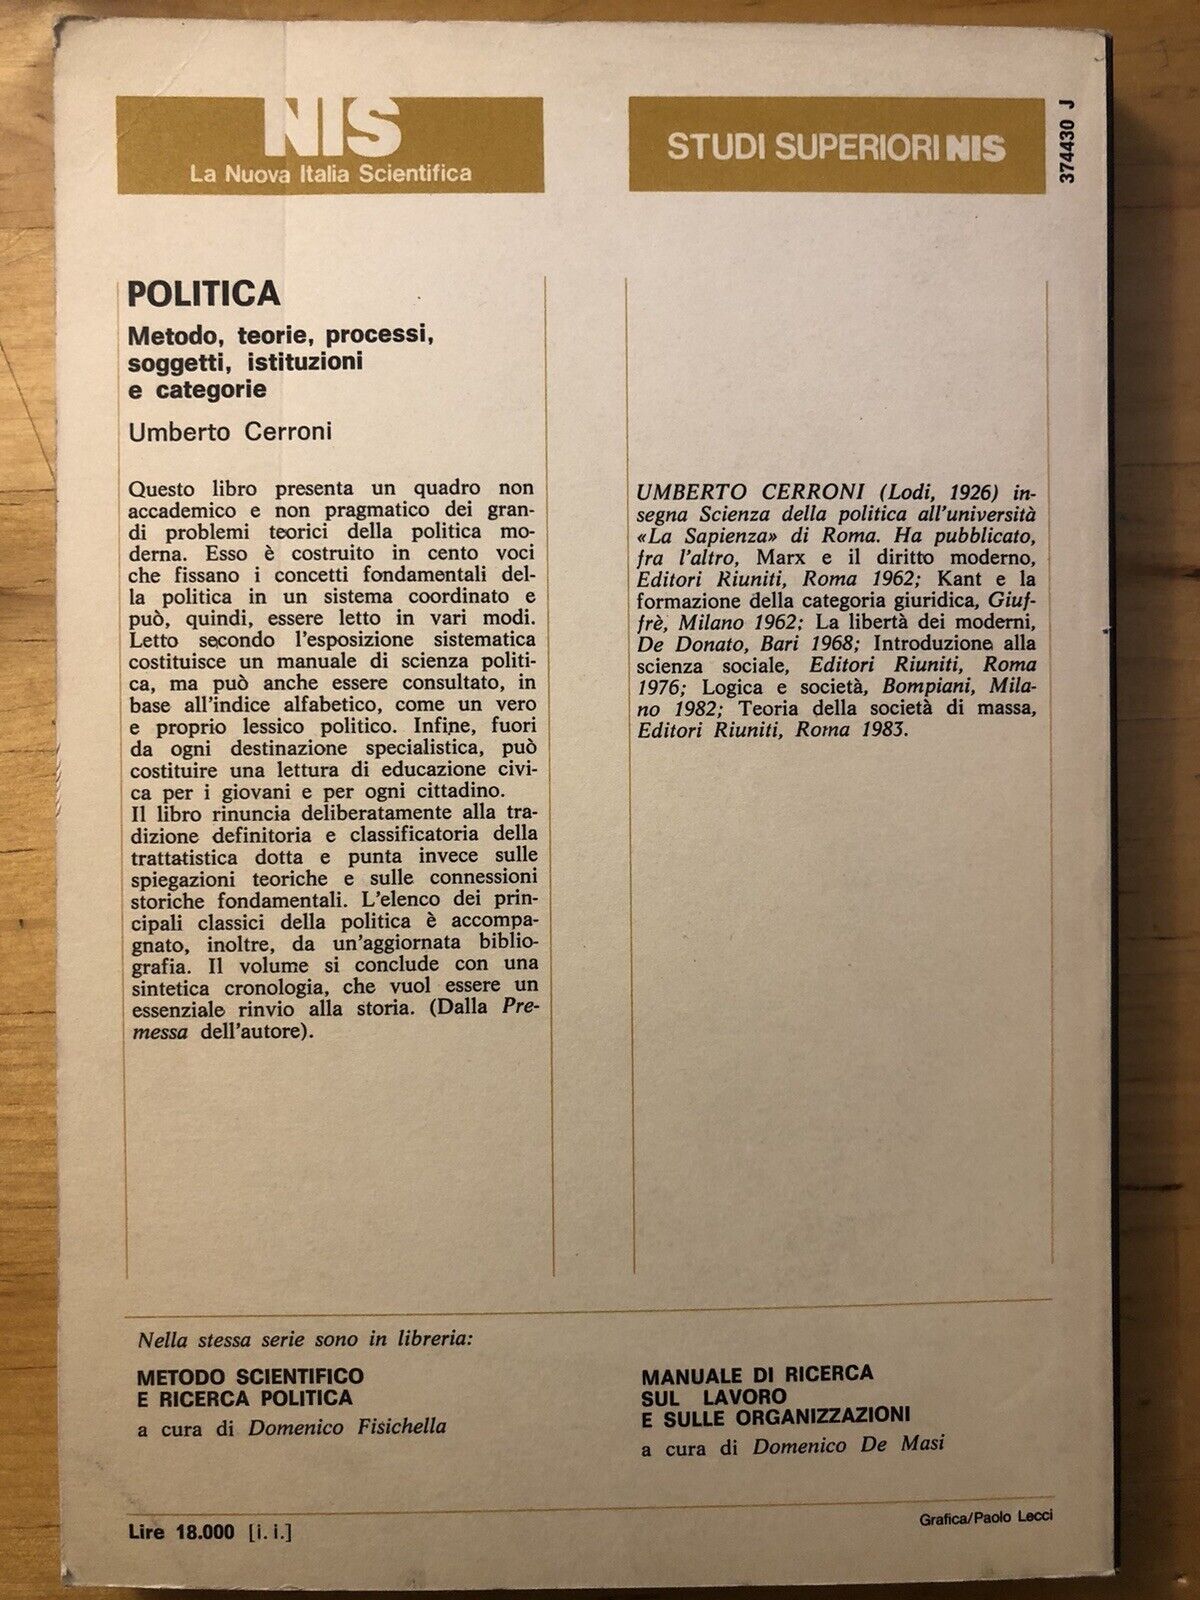 NIS
La Nuova Italia Scientifica
STUDI SUPERIORI NIS
374430 J
POLITICA
Metodo, teorie, processi,
soggetti, istituzioni
e categorie
Umberto Cerroni
Questo libro presenta un quadro non
accademico e non pragmatico dei gran-
di problemi teorici della politica mo-
derna. Esso è costruito in cento voci
che fissano i concetti fondamentali del-
la politica in un sistema coordinato e
può, quindi, essere letto in vari modi.
Letto secondo l'esposizione sistematica
costituisce un manuale di scienza politi-
ca, ma può anche essere consultato, in
base all'indice alfabetico, come un vero
e proprio lessico politico. Infine, fuori
da ogni destinazione specialistica, può
costituire una lettura di educazione civi-
ca per i giovani e per ogni cittadino.
Il libro rinuncia deliberatamente alla tra-
dizione definitoria e classificatoria della
trattatistica dotta e punta invece sulle
spiegazioni teoriche e sulle connessioni
storiche fondamentali. L'elenco dei prin-
cipali classici della politica è accompa-
gnato, inoltre, da un'aggiornata biblio-
grafia. Il volume si conclude con una
sintetica cronologia, che vuol essere un
essenziale rinvio alla storia. (Dalla Pre-
messa dell'autore).
UMBERTO CERRONI (Lodi, 1926) in-
segna Scienza della politica all'università
«La Sapienza» di Roma. Ha pubblicato,
fra l'altro, Marx e il diritto moderno,
Editori Riuniti, Roma 1962; Kant e la
formazione della categoria giuridica, Giuf-
frè, Milano 1962; La libertà dei moderni,
De Donato, Bari 1968; Introduzione alla
scienza sociale, Editori Riuniti, Roma
1976; Logica e società, Bompiani, Mila-
no 1982; Teoria della società di massa,
Editori Riuniti, Roma 1983.
Nella stessa serie sono in libreria:
METODO SCIENTIFICO
E RICERCA POLITICA
a cura di Domenico Fisichella
MANUALE DI RICERCA
SUL LAVORO
E SULLE ORGANIZZAZIONI
a cura di Domenico De Masi
Lire 18.000 [i. i.]
Grafica/Paolo Lecci